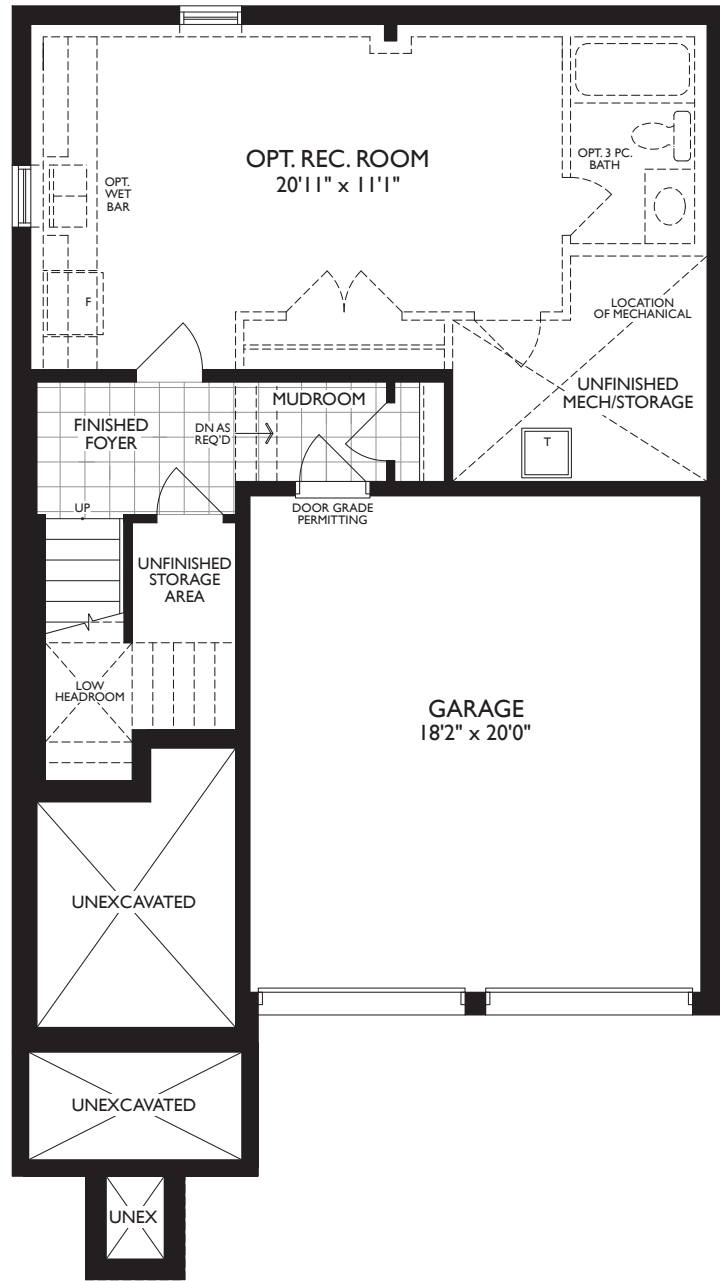 OPT. REC. ROOM
20'11" x 11'1"
OPT. 3 PC.
BATH
OPT.
WET
BAR
F
LOCATION
OF MECHANICAL
UNFINISHED
MECH/STORAGE
T
MUDROOM
FINISHED
FOYER
DN AS
REQ'D
UP
DOOR GRADE
PERMITTING
UNFINISHED
STORAGE
AREA
LOW
HEADROOM
GARAGE
18'2" x 20'0"
UNEXCAVATED
UNEXCAVATED
UNEX